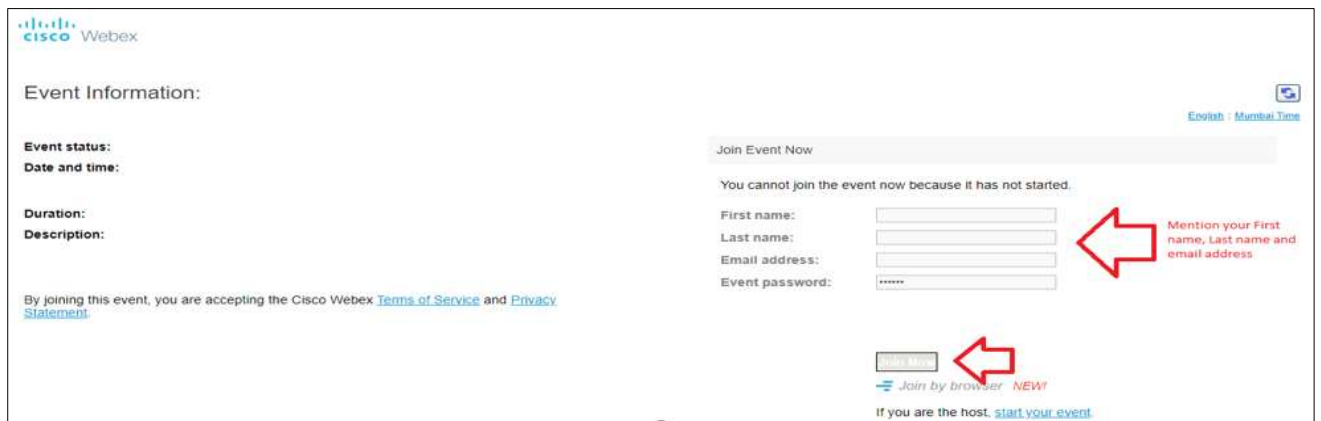 cisco Webex
Event Information:
English : Mumbai Time
Event status:
Date and time:
Duration:
Description:
By joining this event, you are accepting the Cisco Webex Terms of Service and Privacy
Statement.
Join Event Now
You cannot join the event now because it has not started.
First name:
Last name:
Email address:
Event password: ••••••
Mention your First
name, Last name and
email address
Join Now
Join by browser NEW!
If you are the host, start your event.